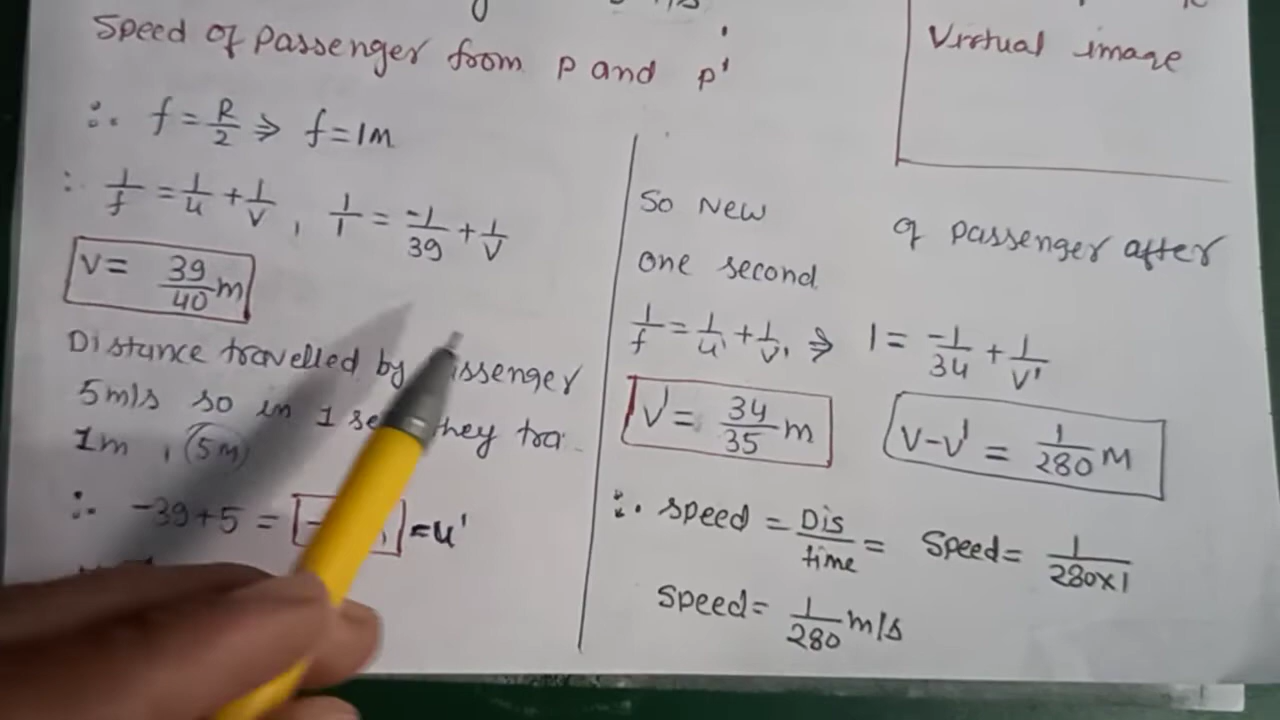 Speed of passenger from p and p'
∴ f = R/2 ⇒ f = 1m
: 1/f = 1/u + 1/v , 1/1 = -1/39 + 1/v
v = 39/40 m
Distance travelled by
5m/s so in 1 they
1m , (5m)
∴ -39+5 = = u'
Virtual image
So New of passenger after
one second
1/f = 1/u' + 1/v' ⇒ 1 = -1/34 + 1/v'
v' = 34/35 m
v-v' = 1/280 m
∴ speed = Dis/time = Speed = 1/280×1
Speed = 1/280 m/s